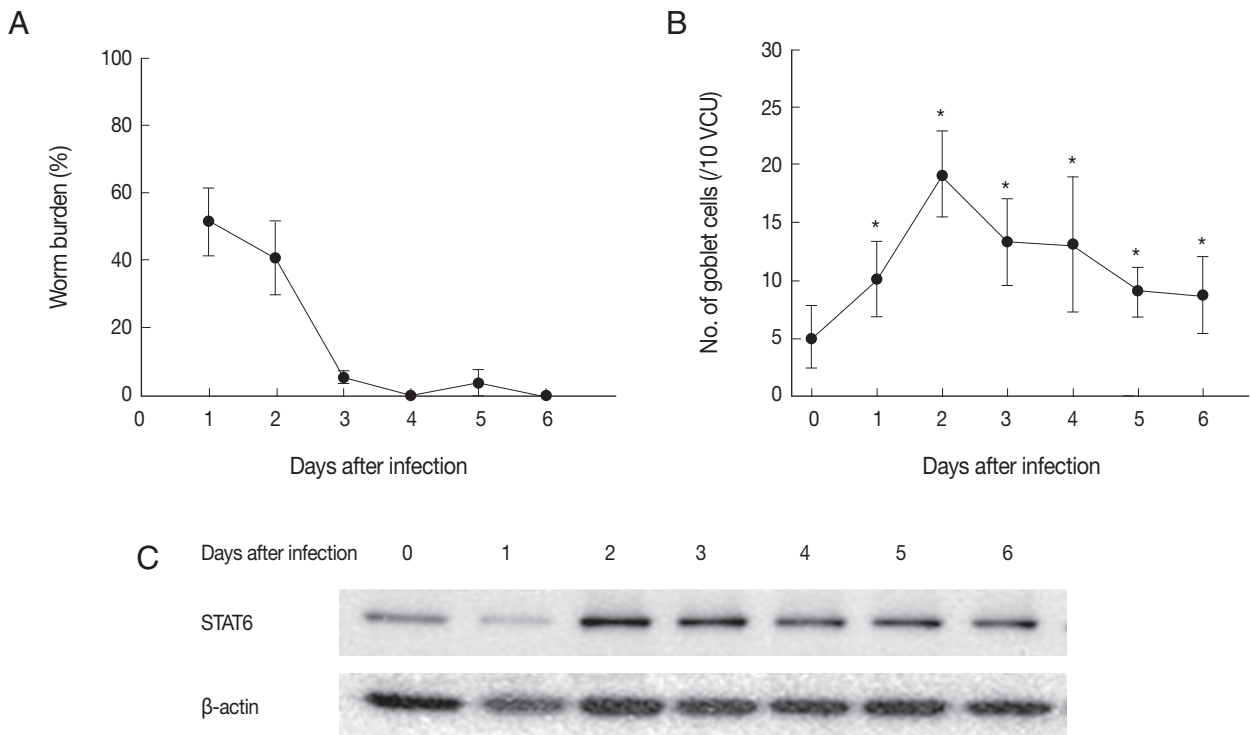 A
Worm burden (%)
100
80
60
40
20
0
0 1 2 3 4 5 6
Days after infection
B
No. of goblet cells (/10 VCU)
30
25
20
15
10
5
0
* * * * * *
0 1 2 3 4 5 6
Days after infection
C
Days after infection 0 1 2 3 4 5 6
STAT6
β-actin